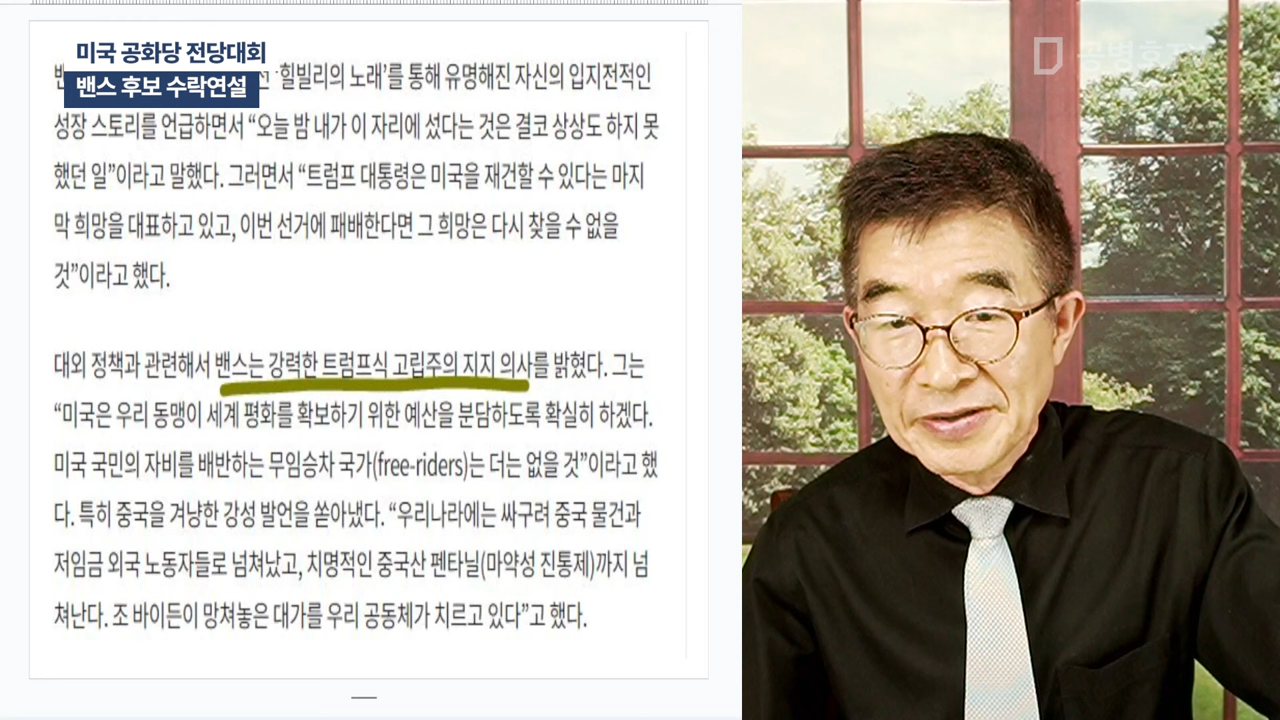 미국 공화당 전당대회
밴스 후보 수락연설
‘힐빌리의 노래’를 통해 유명해진 자신의 입지전적인
성장 스토리를 언급하면서 “오늘 밤 내가 이 자리에 섰다는 것은 결코 상상도 하지 못
했던 일”이라고 말했다. 그러면서 “트럼프 대통령은 미국을 재건할 수 있다는 마지
막 희망을 대표하고 있고, 이번 선거에 패배한다면 그 희망은 다시 찾을 수 없을
것”이라고 했다.
대외 정책과 관련해서 밴스는 강력한 트럼프식 고립주의 지지 의사를 밝혔다. 그는
“미국은 우리 동맹이 세계 평화를 확보하기 위한 예산을 분담하도록 확실히 하겠다.
미국 국민의 자비를 배반하는 무임승차 국가(free-riders)는 더는 없을 것”이라고 했
다. 특히 중국을 겨냥한 강성 발언을 쏟아냈다. “우리나라에는 싸구려 중국 물건과
저임금 외국 노동자들로 넘쳐났고, 치명적인 중국산 펜타닐(마약성 진통제)까지 넘
쳐난다. 조 바이든이 망쳐놓은 대가를 우리 공동체가 치르고 있다”고 했다.